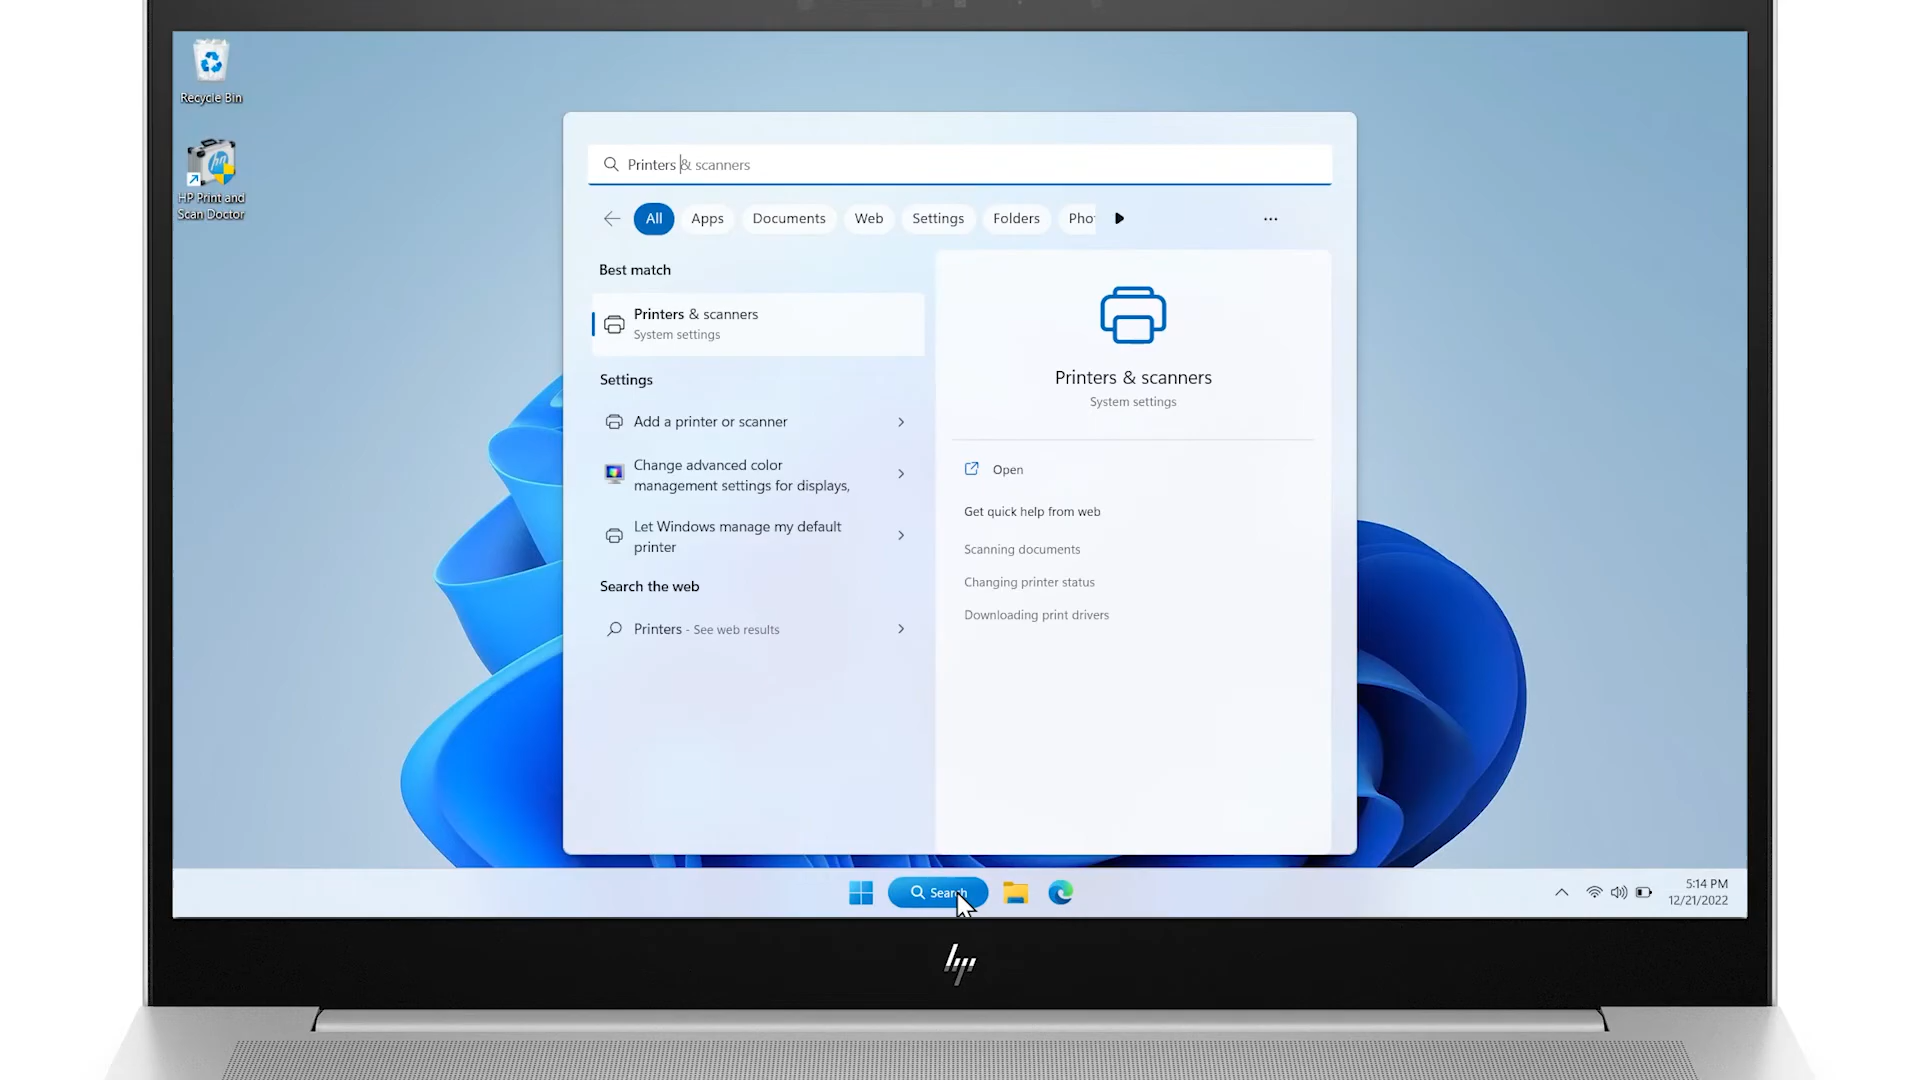 Recycle Bin
HP Print and
Scan Doctor
Printers & scanners
All
Apps
Documents
Web
Settings
Folders
Pho
Best match
Printers & scanners
System settings
Settings
Add a printer or scanner
Change advanced color
management settings for displays,
Let Windows manage my default
printer
Search the web
Printers - See web results
Printers & scanners
System settings
Open
Get quick help from web
Scanning documents
Changing printer status
Downloading print drivers
Search
5:14 PM
12/21/2022
hp